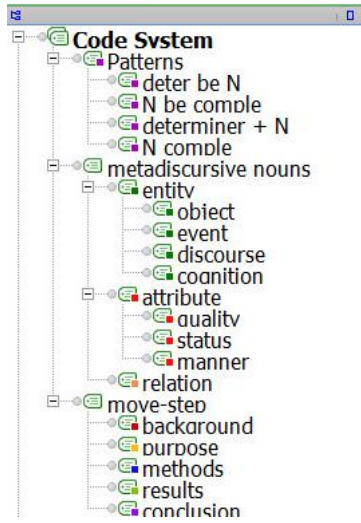 Code System
Patterns
deter be N
N be comple
determiner + N
N comple
metadiscursive nouns
entity
object
event
discourse
cognition
attribute
quality
status
manner
relation
move-step
background
purpose
methods
results
conclusion